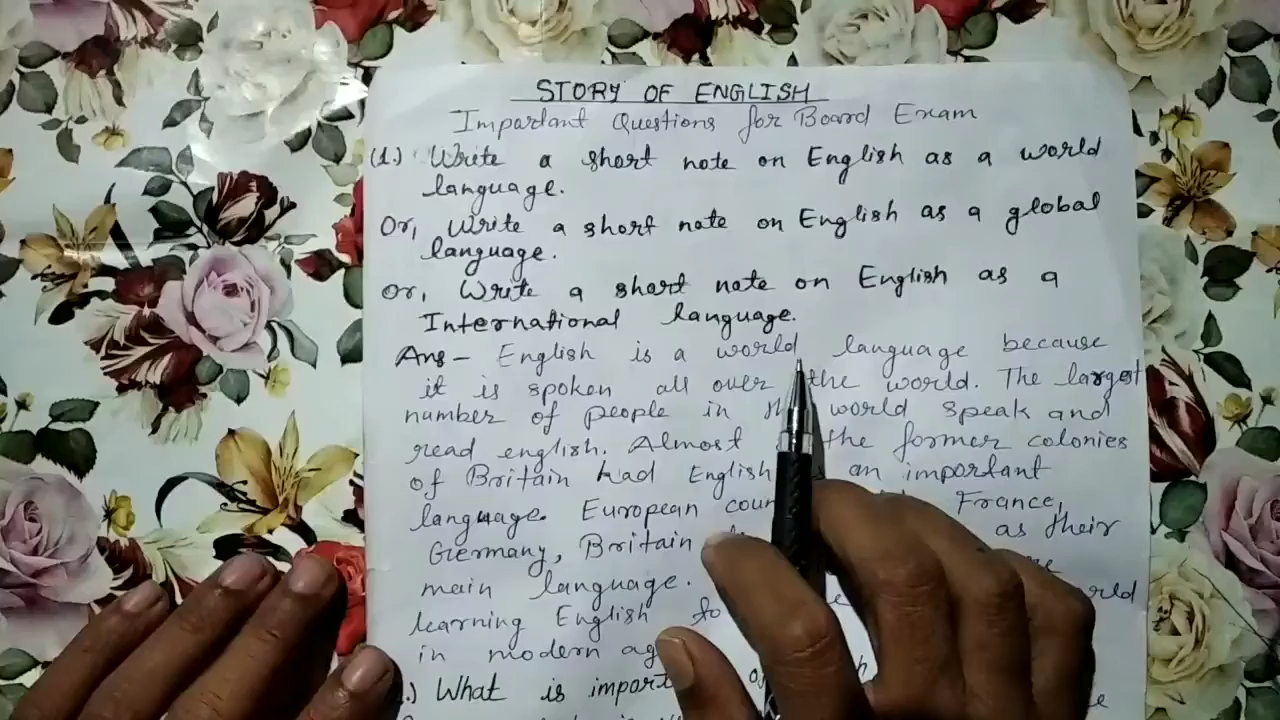 STORY OF ENGLISH
Important Questions for Board Exam
(1.) Write a short note on English as a world
language.
Or, Write a short note on English as a global
language.
Or, Write a short note on English as a
International language.
Ans - English is a world language because
it is spoken all over the world. The largest
number of people in world speak and
read english. Almost the former colonies
of Britain had English an important
language. European France,
Germany, Britain as their
main language.
learning English
in modern
.) What is